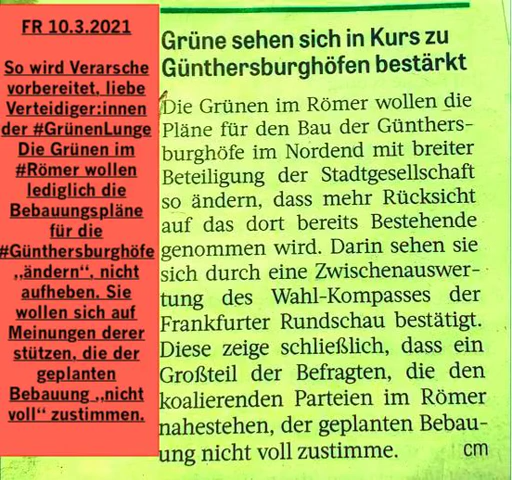 FR 10.3.2021
So wird Verarsche
vorbereitet, liebe
Verteidiger:innen
der #GrünenLunge
Die Grünen im
#Römer wollen
lediglich die
Bebauungspläne
für die
#Günthersburghöfe
„ändern“, nicht
aufheben. Sie
wollen sich auf
Meinungen derer
stützen, die der
geplanten
Bebauung „nicht
voll“ zustimmen.
Grüne sehen sich in Kurs zu
Günthersburghöfen bestärkt
Die Grünen im Römer wollen die
Pläne für den Bau der Günthers-
burghöfe im Nordend mit breiter
Beteiligung der Stadtgesellschaft
so ändern, dass mehr Rücksicht
auf das dort bereits Bestehende
genommen wird. Darin sehen sie
sich durch eine Zwischenauswer-
tung des Wahl-Kompasses der
Frankfurter Rundschau bestätigt.
Diese zeige schließlich, dass ein
Großteil der Befragten, die den
koalierenden Parteien im Römer
nahestehen, der geplanten Bebau-
ung nicht voll zustimme. cm